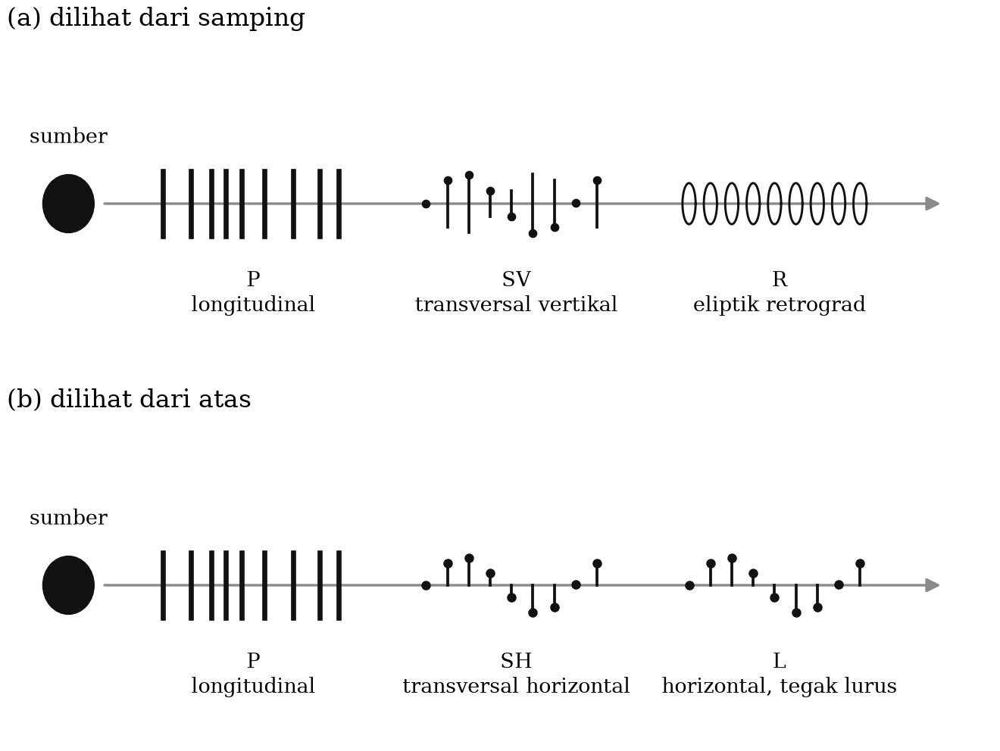 (a) dilihat dari samping
sumber
P
longitudinal
SV
transversal vertikal
R
eliptik retrograd
(b) dilihat dari atas
sumber
P
longitudinal
SH
transversal horizontal
L
horizontal, tegak lurus